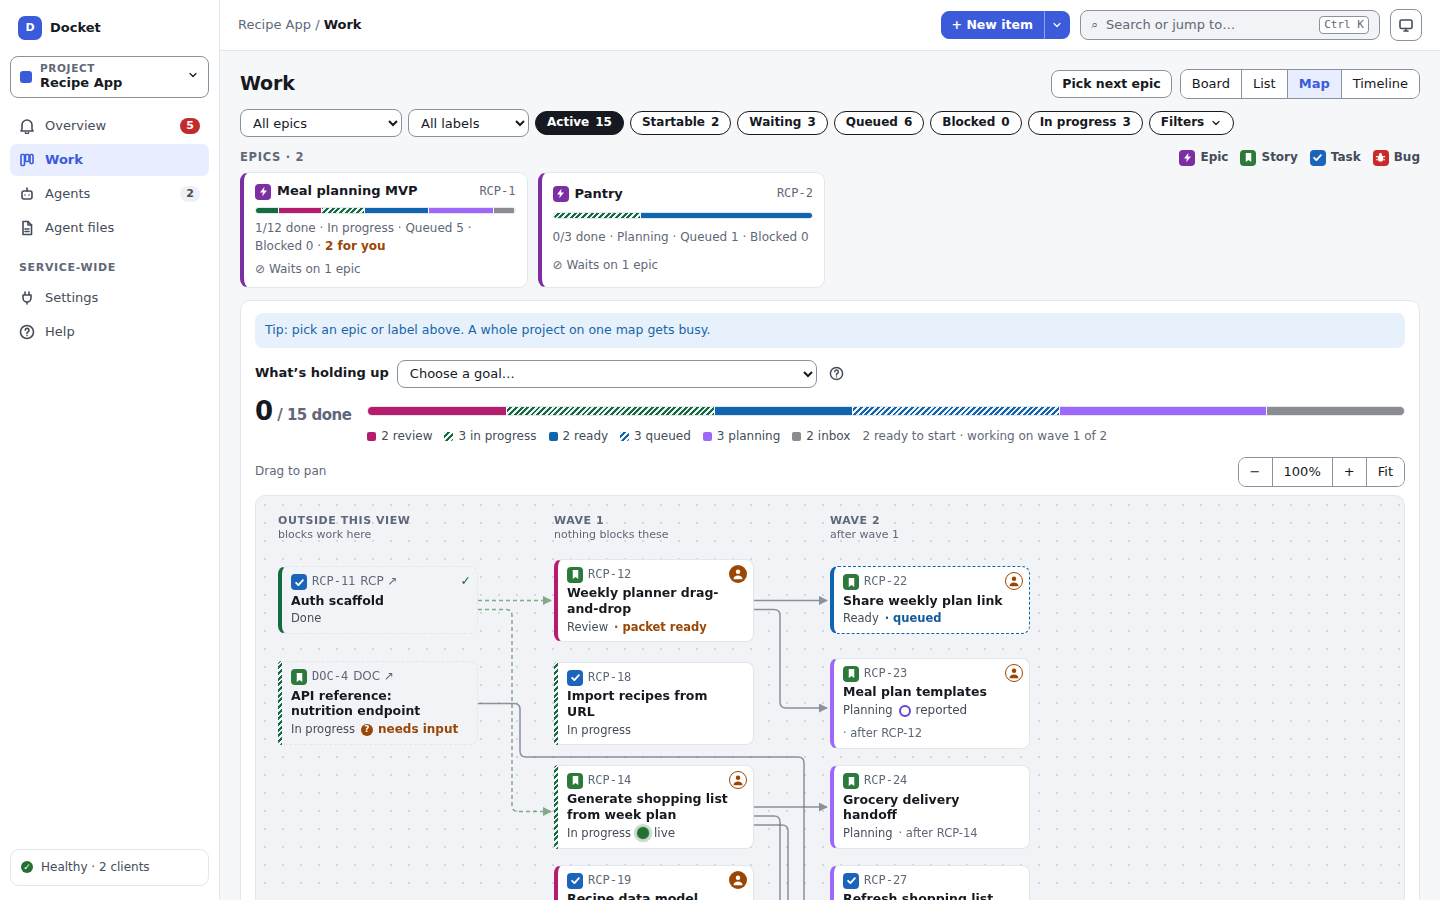 D Docket
PROJECT
Recipe App
Overview 5
Work
Agents 2
Agent files
SERVICE-WIDE
Settings
Help
Healthy · 2 clients
Recipe App / Work
+ New item
Search or jump to…
Ctrl K
Work
Pick next epic
Board List Map Timeline
All epics
All labels
Active 15
Startable 2
Waiting 3
Queued 6
Blocked 0
In progress 3
Filters
EPICS · 2
Epic Story Task Bug
Meal planning MVP RCP-1
1/12 done · In progress · Queued 5 ·
Blocked 0 · 2 for you
⊘ Waits on 1 epic
Pantry RCP-2
0/3 done · Planning · Queued 1 · Blocked 0
⊘ Waits on 1 epic
Tip: pick an epic or label above. A whole project on one map gets busy.
What’s holding up
Choose a goal…
0 / 15 done
2 review 3 in progress 2 ready 3 queued 3 planning 2 inbox 2 ready to start · working on wave 1 of 2
Drag to pan
− 100% + Fit
OUTSIDE THIS VIEW
blocks work here
RCP-11 RCP ↗ ✓
Auth scaffold
Done
DOC-4 DOC ↗
API reference:
nutrition endpoint
In progress ? needs input
WAVE 1
nothing blocks these
RCP-12
Weekly planner drag-
and-drop
Review · packet ready
RCP-18
Import recipes from
URL
In progress
RCP-14
Generate shopping list
from week plan
In progress live
RCP-19
Recipe data model
WAVE 2
after wave 1
RCP-22
Share weekly plan link
Ready · queued
RCP-23
Meal plan templates
Planning reported
· after RCP-12
RCP-24
Grocery delivery
handoff
Planning · after RCP-14
RCP-27
Refresh shopping list